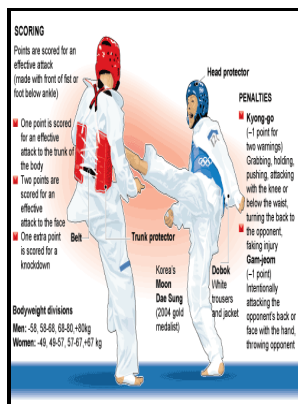 SCORING
Points are scored for an
effective attack
(made with front of fist or
foot below ankle)
One point is scored
for an effective
attack to the trunk of
the body
Two points are
scored for an
effective
attack to the face
One extra point
is scored for a
knockdown
Belt
Trunk protector
Head protector
Korea's
Moon
Dae Sung
(2004 gold
medalist)
Dobok
White
trousers
and jacket
Bodyweight divisions
Men: -58, 58-68, 68-80,+80kg
Women: -49, 49-57, 57-67,+67 kg
PENALTIES
Kyong-go
(–1 point for
two warnings)
Grabbing, holding,
pushing, attacking
with the knee or
below the waist,
turning the back to
the opponent,
faking injury
Gam-jeom
(–1 point)
Intentionally
attacking the
opponent's back or
face with the hand,
throwing opponent